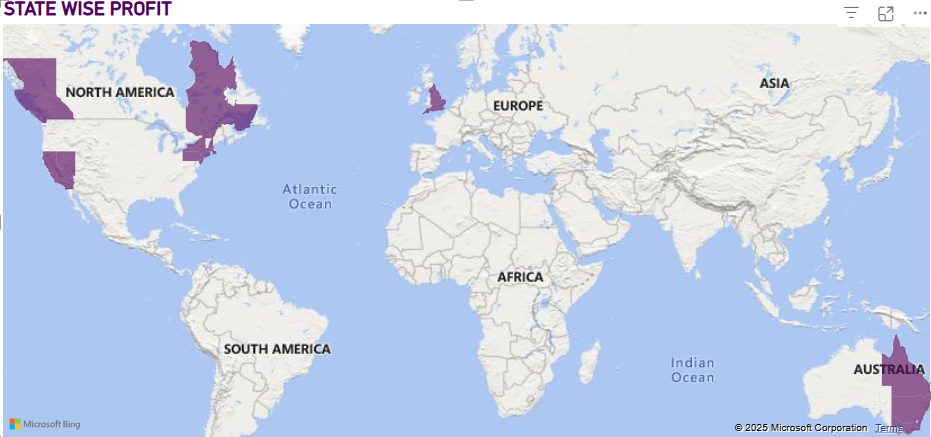 STATE WISE PROFIT
ASIA
NORTH AMERICA
EUROPE
Atlantic
Ocean
AFRICA
SOUTH AMERICA
Indian
Ocean
AUSTRALIA
Microsoft Bing
© 2025 Microsoft Corporation Terms